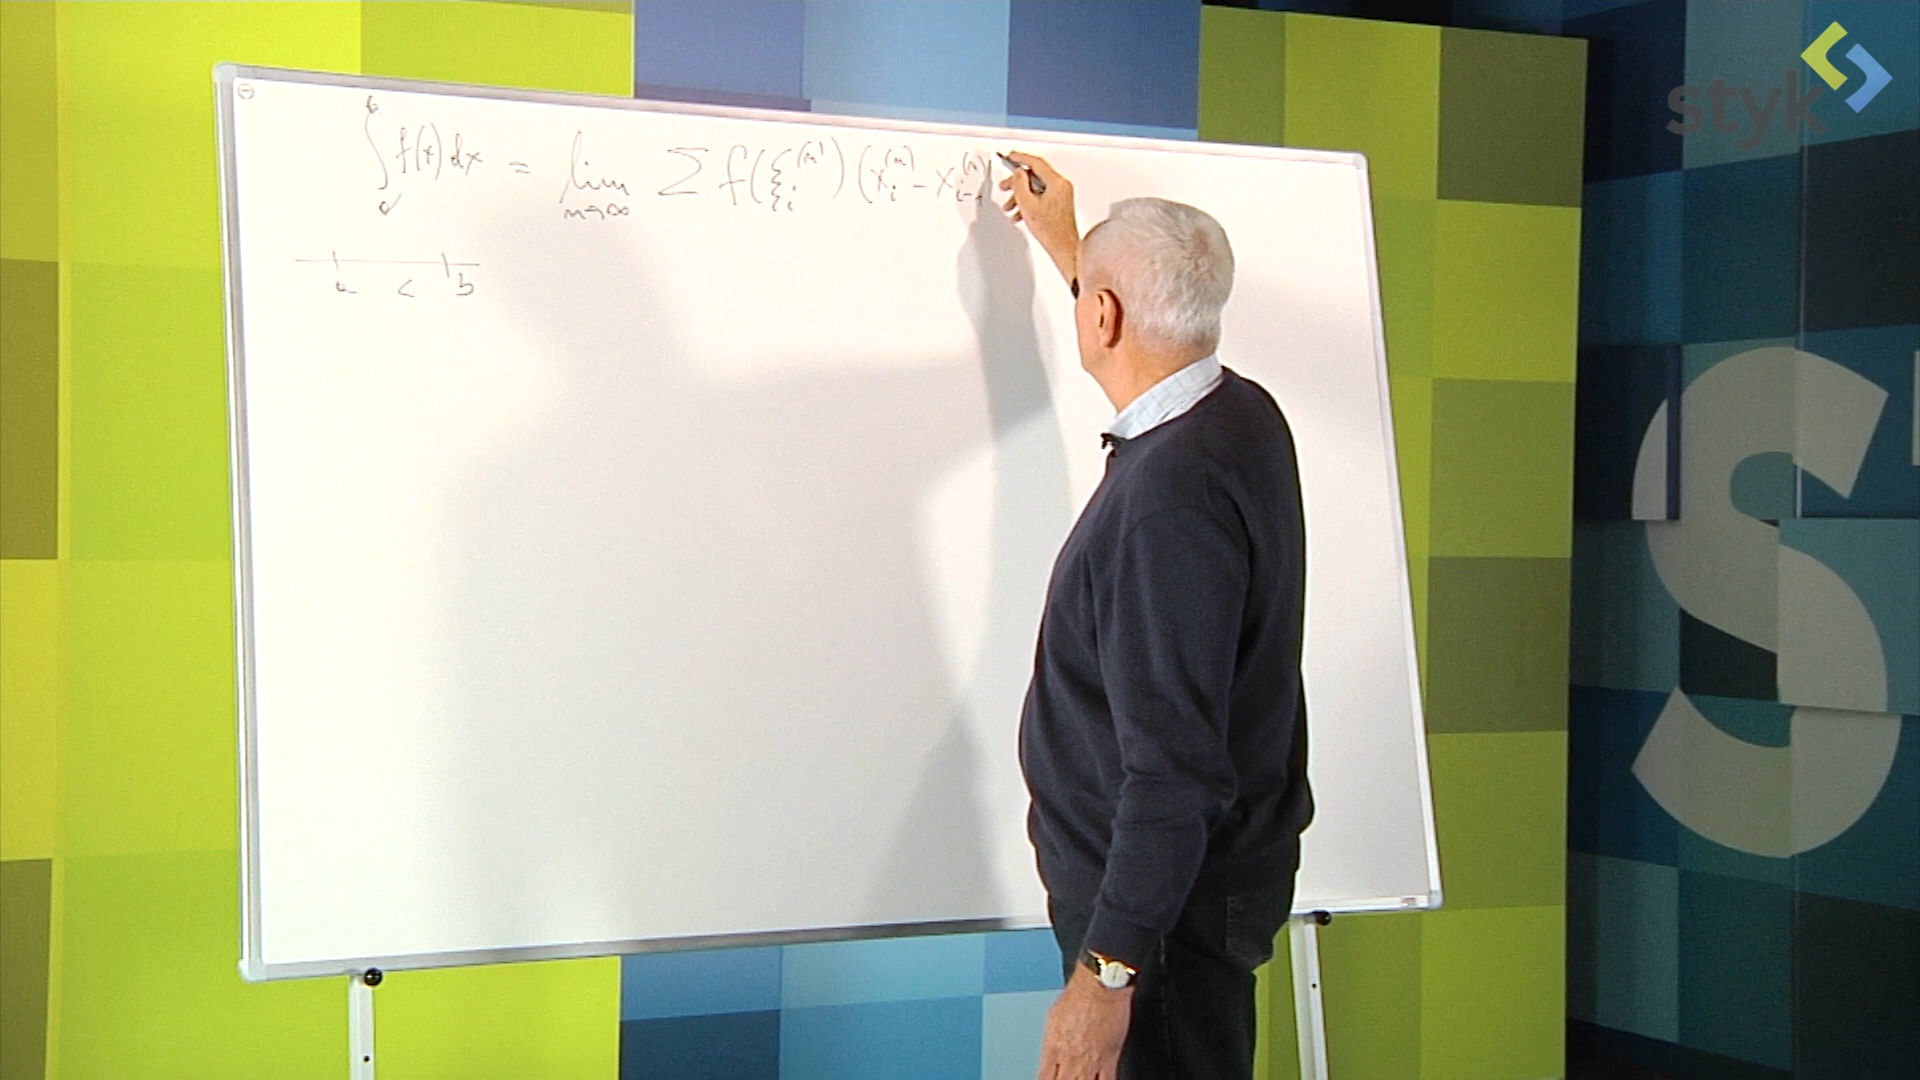 ∫_a^b f(x) dx = lim_{n→∞} Σ f(ξ_i^{(n)}) (x_i^{(n)} - x_{i-1}^{(n)}
a < b
styk
S